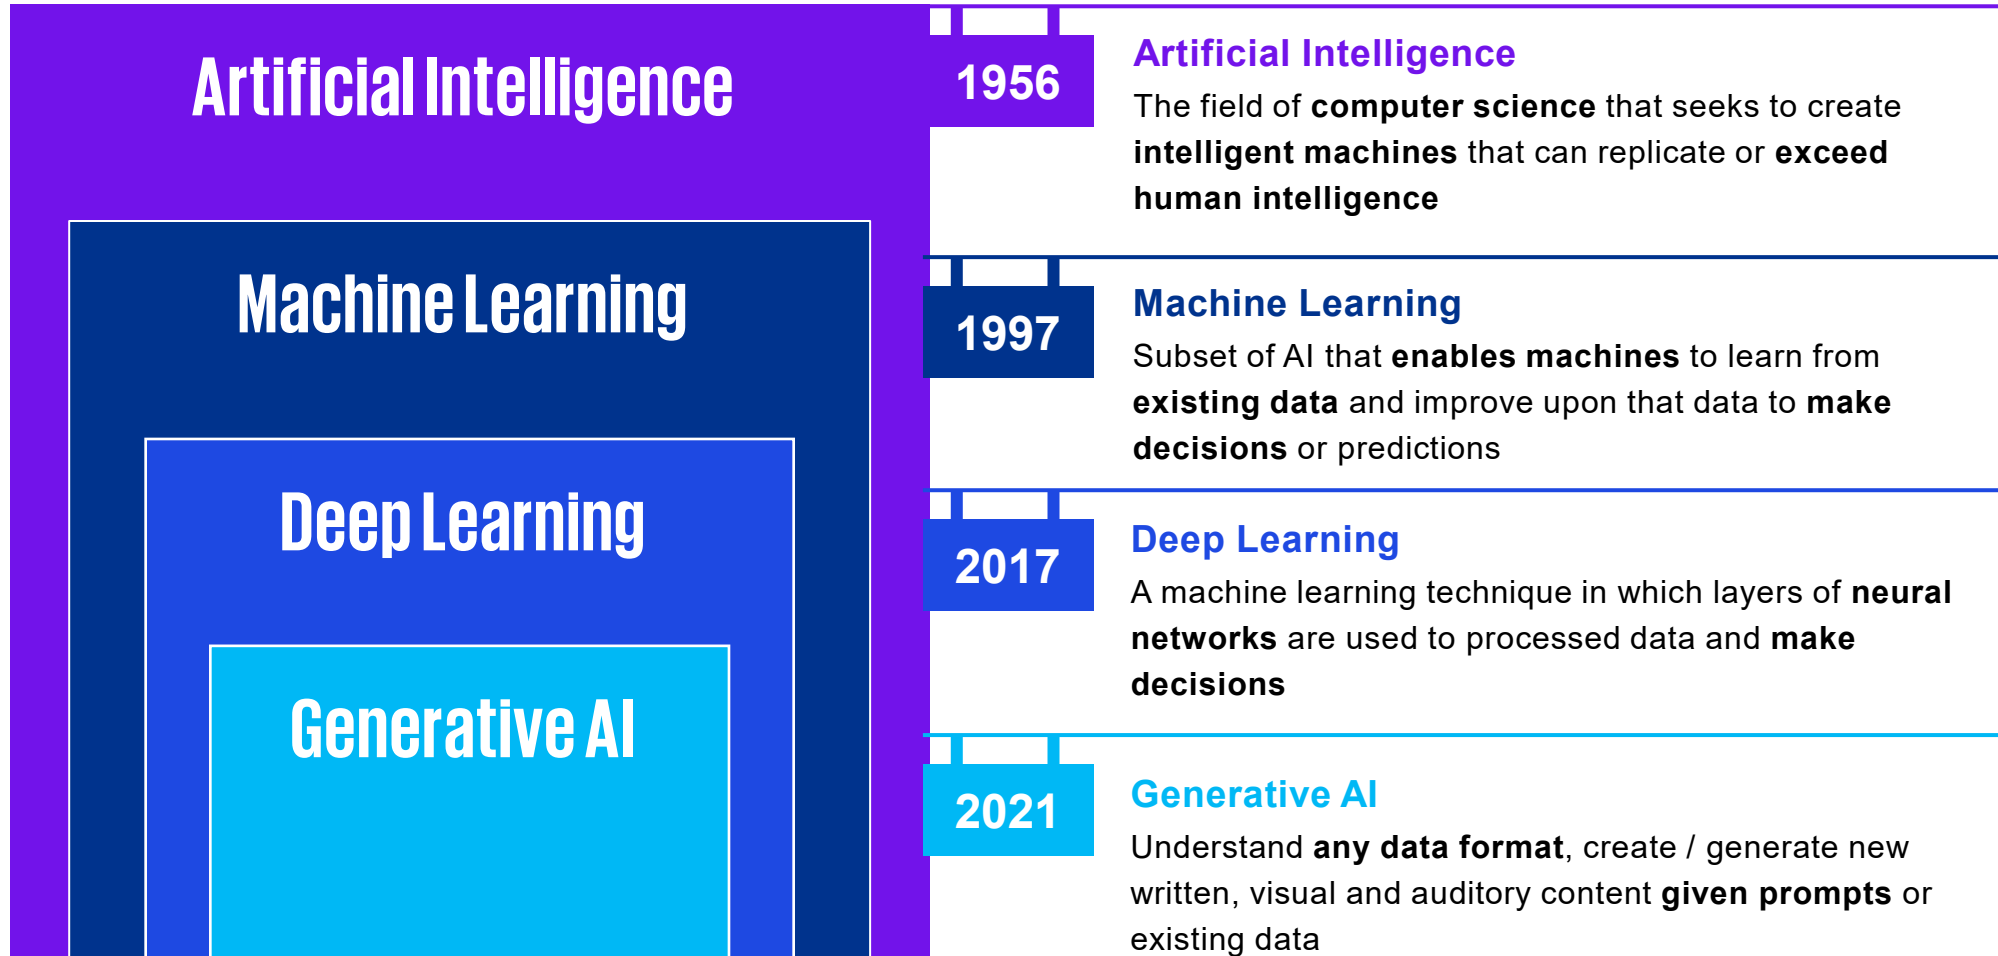 Artificial Intelligence
Machine Learning
Deep Learning
Generative AI
1956
Artificial Intelligence
The field of computer science that seeks to create
intelligent machines that can replicate or exceed
human intelligence
1997
Machine Learning
Subset of AI that enables machines to learn from
existing data and improve upon that data to make
decisions or predictions
2017
Deep Learning
A machine learning technique in which layers of neural
networks are used to processed data and make
decisions
2021
Generative AI
Understand any data format, create / generate new
written, visual and auditory content given prompts or
existing data